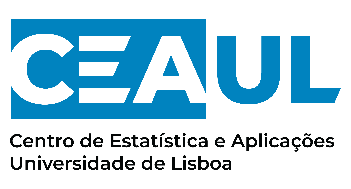 CEAUL
Centro de Estatística e Aplicações
Universidade de Lisboa